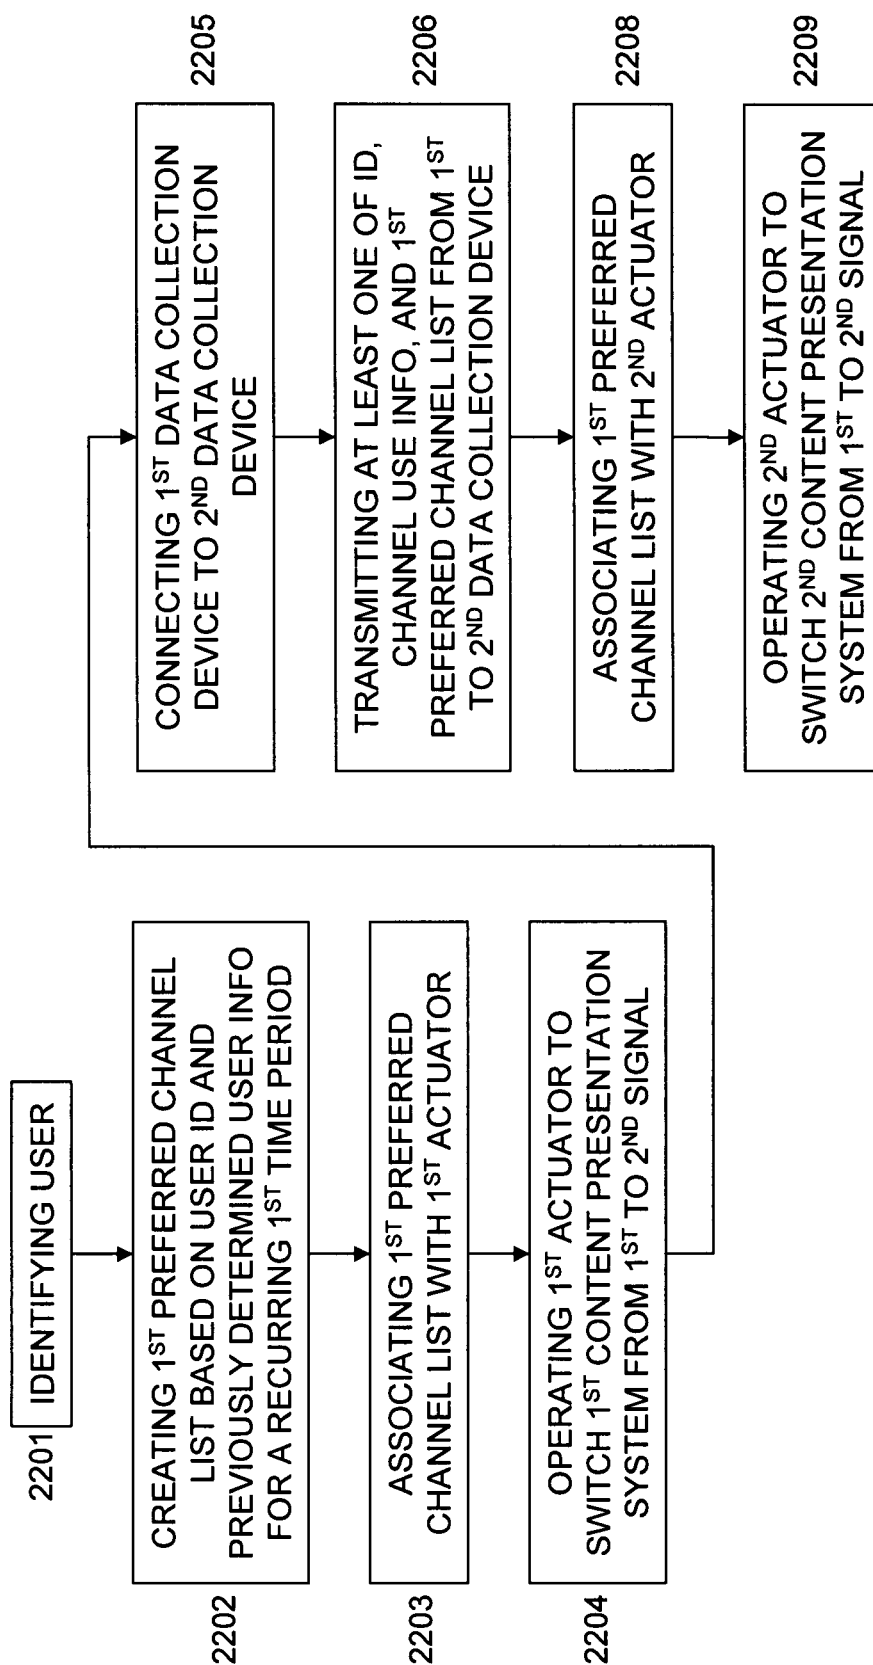 2201
IDENTIFYING USER
2202
CREATING 1ST PREFERRED CHANNEL
LIST BASED ON USER ID AND
PREVIOUSLY DETERMINED USER INFO
FOR A RECURRING 1ST TIME PERIOD
2203
ASSOCIATING 1ST PREFERRED
CHANNEL LIST WITH 1ST ACTUATOR
2204
OPERATING 1ST ACTUATOR TO
SWITCH 1ST CONTENT PRESENTATION
SYSTEM FROM 1ST TO 2ND SIGNAL
CONNECTING 1ST DATA COLLECTION
DEVICE TO 2ND DATA COLLECTION
DEVICE
2205
TRANSMITTING AT LEAST ONE OF ID,
CHANNEL USE INFO, AND 1ST
PREFERRED CHANNEL LIST FROM 1ST
TO 2ND DATA COLLECTION DEVICE
2206
ASSOCIATING 1ST PREFERRED
CHANNEL LIST WITH 2ND ACTUATOR
2208
OPERATING 2ND ACTUATOR TO
SWITCH 2ND CONTENT PRESENTATION
SYSTEM FROM 1ST TO 2ND SIGNAL
2209